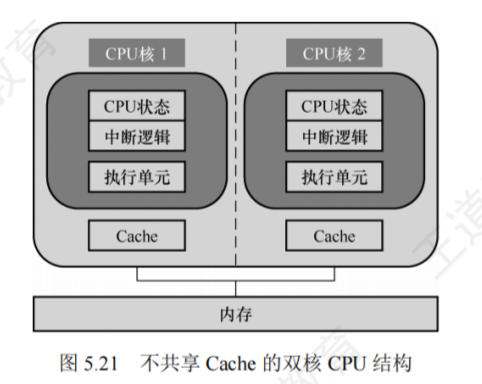 CPU核 1 CPU核 2
CPU状态 CPU状态
中断逻辑 中断逻辑
执行单元 执行单元
Cache Cache
内存
图 5.21 不共享 Cache 的双核 CPU 结构